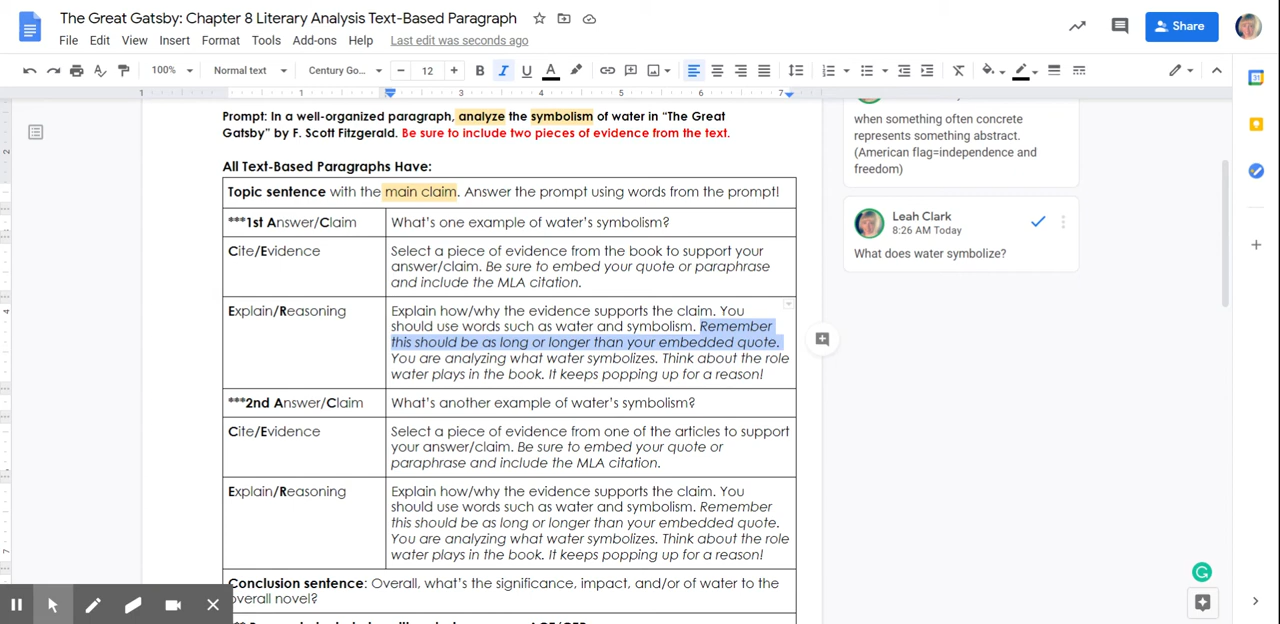 The Great Gatsby: Chapter 8 Literary Analysis Text-Based Paragraph
File Edit View Insert Format Tools Add-ons Help Last edit was seconds ago
Share
100% Normal text Century Go... 12 B I U A
1 1 2 3 4 5 6 7
Prompt: In a well-organized paragraph, analyze the symbolism of water in "The Great
Gatsby" by F. Scott Fitzgerald. Be sure to include two pieces of evidence from the text.
All Text-Based Paragraphs Have:
Topic sentence with the main claim. Answer the prompt using words from the prompt!
***1st Answer/Claim
What's one example of water's symbolism?
Cite/Evidence
Select a piece of evidence from the book to support your
answer/claim. Be sure to embed your quote or paraphrase
and include the MLA citation.
Explain/Reasoning
Explain how/why the evidence supports the claim. You
should use words such as water and symbolism. Remember
this should be as long or longer than your embedded quote.
You are analyzing what water symbolizes. Think about the role
water plays in the book. It keeps popping up for a reason!
***2nd Answer/Claim
What's another example of water's symbolism?
Cite/Evidence
Select a piece of evidence from one of the articles to support
your answer/claim. Be sure to embed your quote or
paraphrase and include the MLA citation.
Explain/Reasoning
Explain how/why the evidence supports the claim. You
should use words such as water and symbolism. Remember
this should be as long or longer than your embedded quote.
You are analyzing what water symbolizes. Think about the role
water plays in the book. It keeps popping up for a reason!
Conclusion sentence: Overall, what's the significance, impact, and/or of water to the
overall novel?
when something often concrete
represents something abstract.
(American flag=independence and
freedom)
Leah Clark
8:26 AM Today
What does water symbolize?